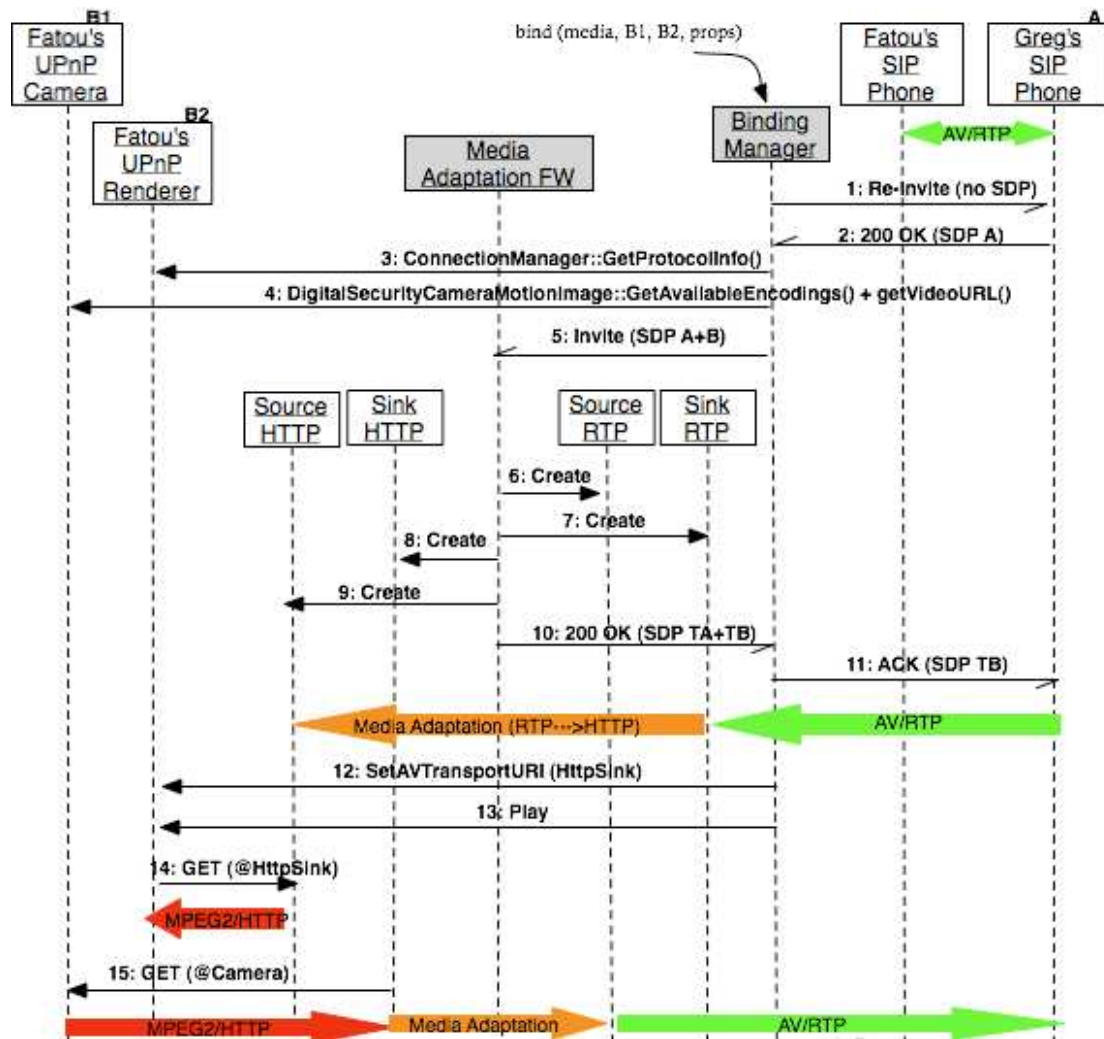 B1
Fatou's
UPnP
Camera
B2
Fatou's
UPnP
Renderer
Media
Adaptation FW
bind (media, B1, B2, props)
Binding
Manager
Fatou's
SIP
Phone
A
Greg's
SIP
Phone
AV/RTP
1: Re-Invite (no SDP)
2: 200 OK (SDP A)
3: ConnectionManager::GetProtocolInfo()
4: DigitalSecurityCameraMotionImage::GetAvailableEncodings() + getVideoURL()
5: Invite (SDP A+B)
Source
HTTP
Sink
HTTP
Source
RTP
Sink
RTP
6: Create
7: Create
8: Create
9: Create
10: 200 OK (SDP TA+TB)
11: ACK (SDP TB)
Media Adaptation (RTP--->HTTP)
AV/RTP
12: SetAVTransportURI (HttpSink)
13: Play
14: GET (@HttpSink)
MPEG2/HTTP
15: GET (@Camera)
MPEG2/HTTP
Media Adaptation
AV/RTP